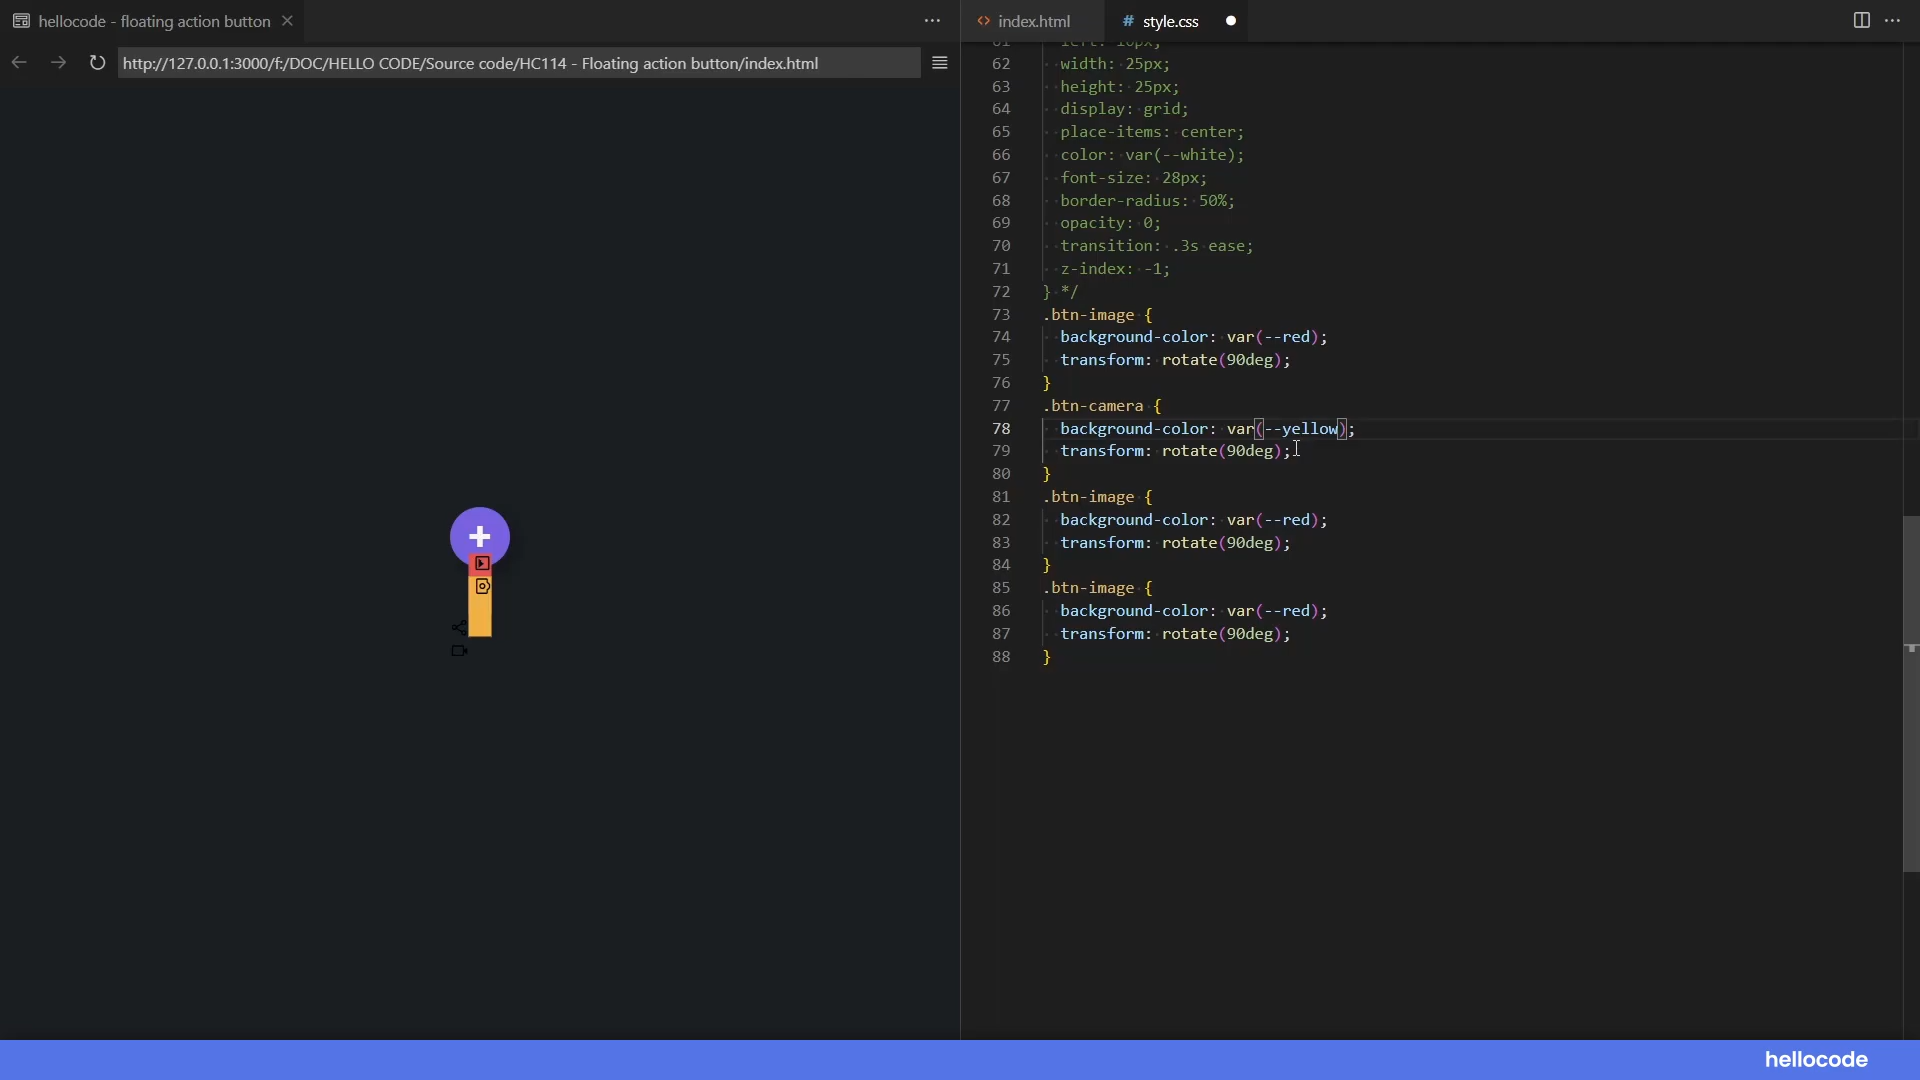 hellocode - floating action button
http://127.0.0.1:3000/f:/DOC/HELLO CODE/Source code/HC114 - Floating action button/index.html
index.html
# style.css
61 left: 10px;
62 width: 25px;
63 height: 25px;
64 display: grid;
65 place-items: center;
66 color: var(--white);
67 font-size: 28px;
68 border-radius: 50%;
69 opacity: 0;
70 transition: .3s ease;
71 z-index: -1;
72 } */
73 .btn-image {
74 background-color: var(--red);
75 transform: rotate(90deg);
76 }
77 .btn-camera {
78 background-color: var(--yellow);
79 transform: rotate(90deg);
80 }
81 .btn-image {
82 background-color: var(--red);
83 transform: rotate(90deg);
84 }
85 .btn-image {
86 background-color: var(--red);
87 transform: rotate(90deg);
88 }
hellocode